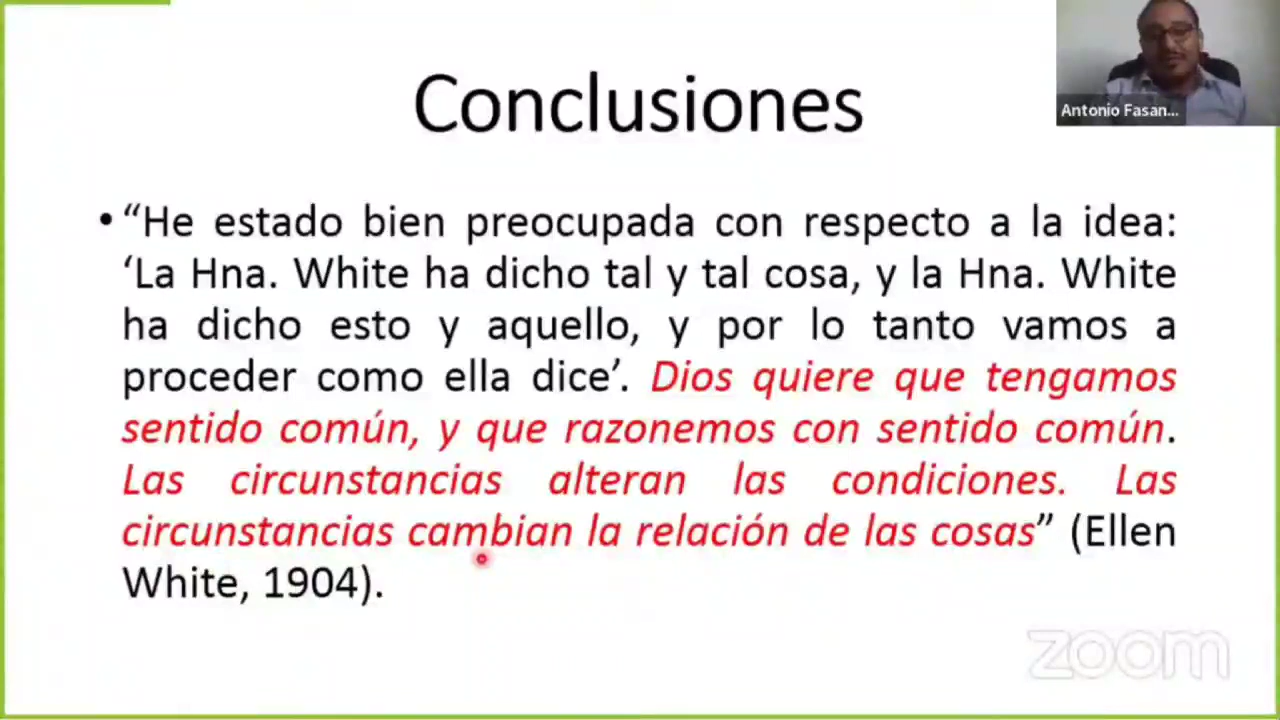 Conclusiones
Antonio Fasan...
• “He estado bien preocupada con respecto a la idea:
‘La Hna. White ha dicho tal y tal cosa, y la Hna. White
ha dicho esto y aquello, y por lo tanto vamos a
proceder como ella dice’. Dios quiere que tengamos
sentido común, y que razonemos con sentido común.
Las circunstancias alteran las condiciones. Las
circunstancias cambian la relación de las cosas” (Ellen
White, 1904).
zoom